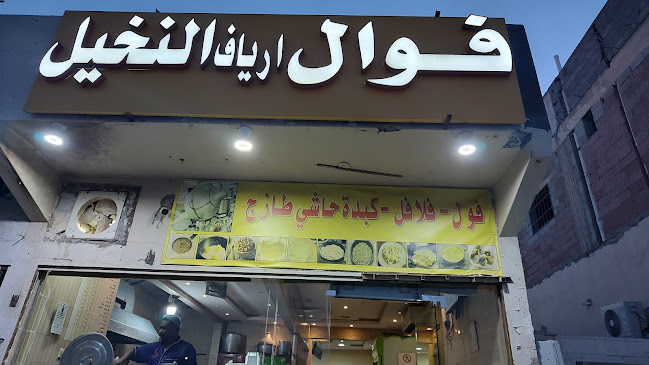 فوال ارياف النخيل
فول - فلافل - كبدة حاشي طازج